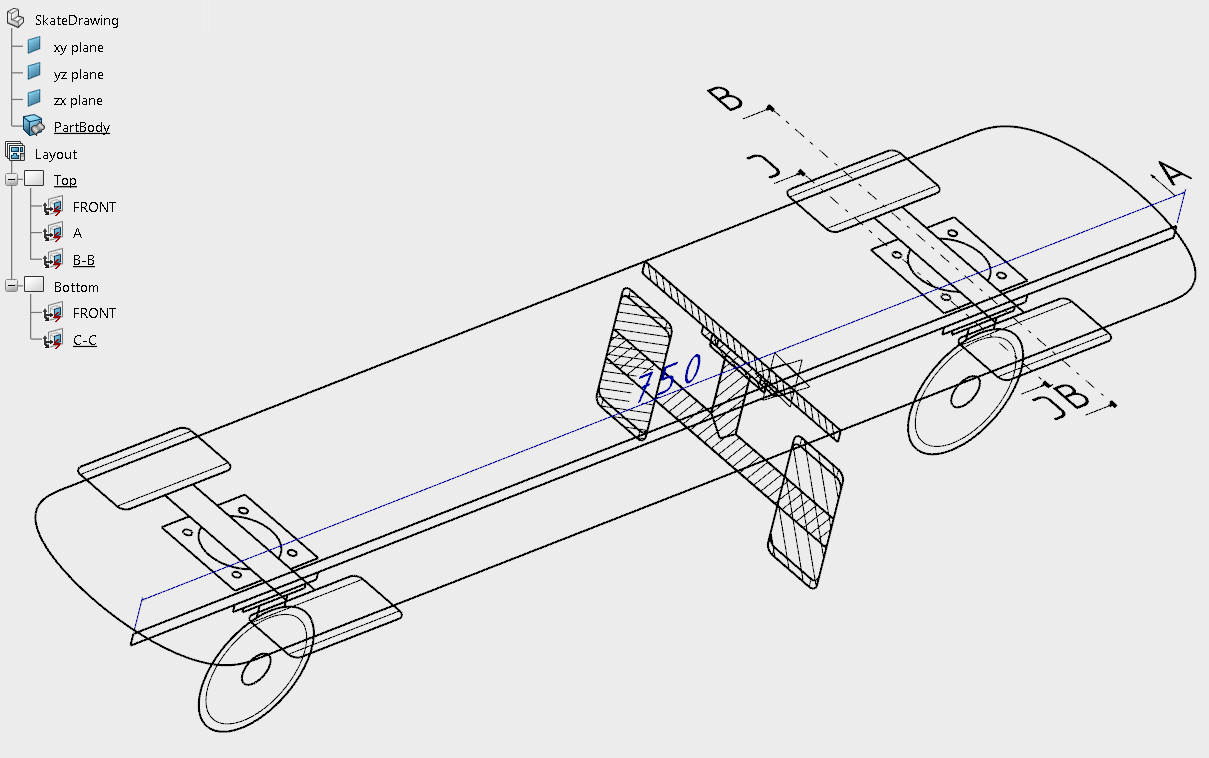 SkateDrawing
xy plane
yz plane
zx plane
PartBody
Layout
Top
FRONT
A
B-B
Bottom
FRONT
C-C
B
A
750
B